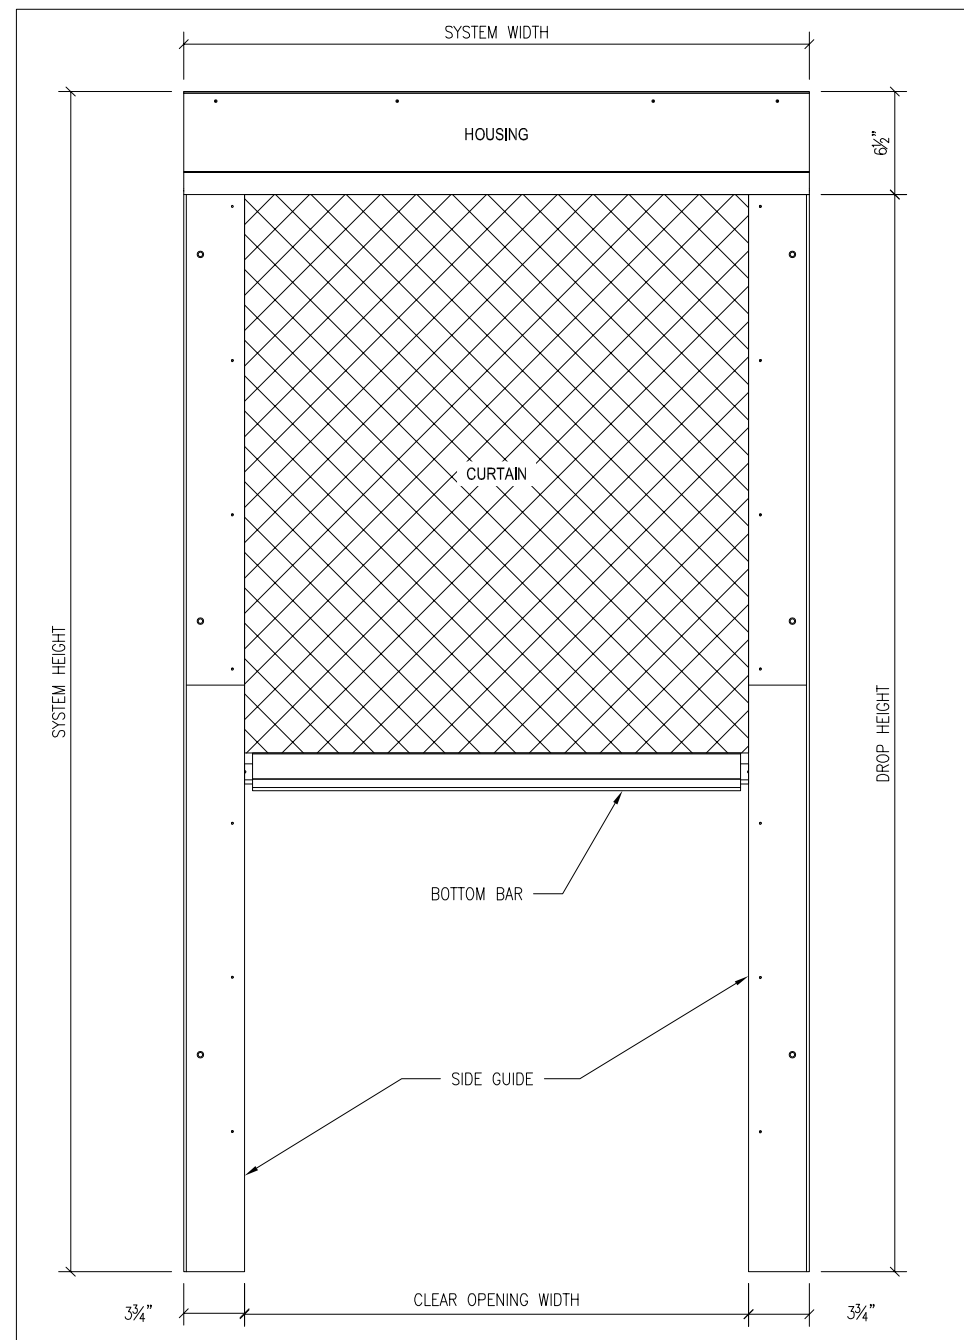 SYSTEM WIDTH
HOUSING
6½"
CURTAIN
SYSTEM HEIGHT
DROP HEIGHT
BOTTOM BAR
SIDE GUIDE
CLEAR OPENING WIDTH
3¾"
3¾"